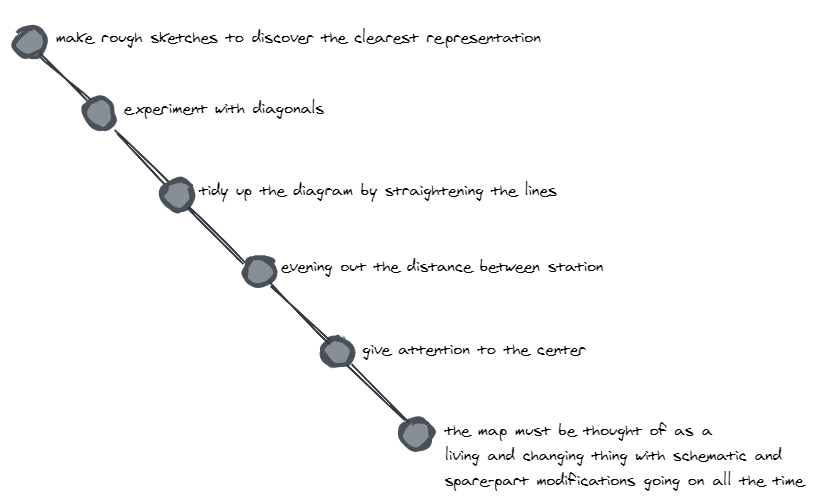 make rough sketches to discover the clearest representation
experiment with diagonals
tidy up the diagram by straightening the lines
evening out the distance between station
give attention to the center
the map must be thought of as a
living and changing thing with schematic and
spare-part modifications going on all the time